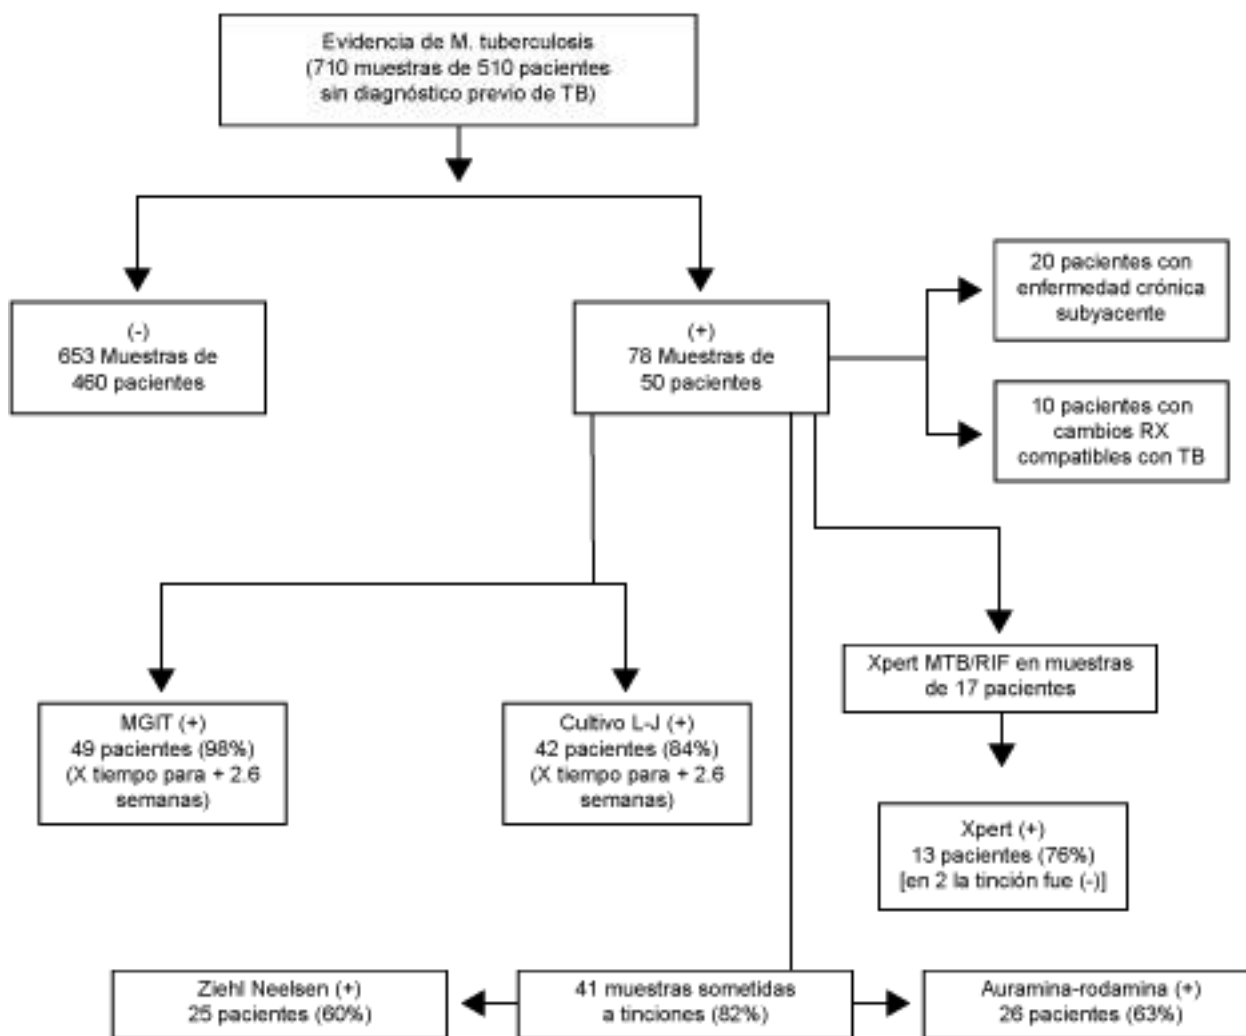 Evidencia de M. tuberculosis
(710 muestras de 510 pacientes
sin diagnóstico previo de TB)
(-)
653 Muestras de
460 pacientes
(+)
78 Muestras de
50 pacientes
20 pacientes con
enfermedad crónica
subyacente
10 pacientes con
cambios RX
compatibles con TB
MGIT (+)
49 pacientes (98%)
(X tiempo para + 2.6
semanas)
Cultivo L-J (+)
42 pacientes (84%)
(X tiempo para + 2.6
semanas)
Xpert MTB/RIF en muestras
de 17 pacientes
Xpert (+)
13 pacientes (76%)
[en 2 la tinción fue (-)]
Ziehl Neelsen (+)
25 pacientes (60%)
41 muestras sometidas
a tinciones (82%)
Auramina-rodamina (+)
26 pacientes (63%)